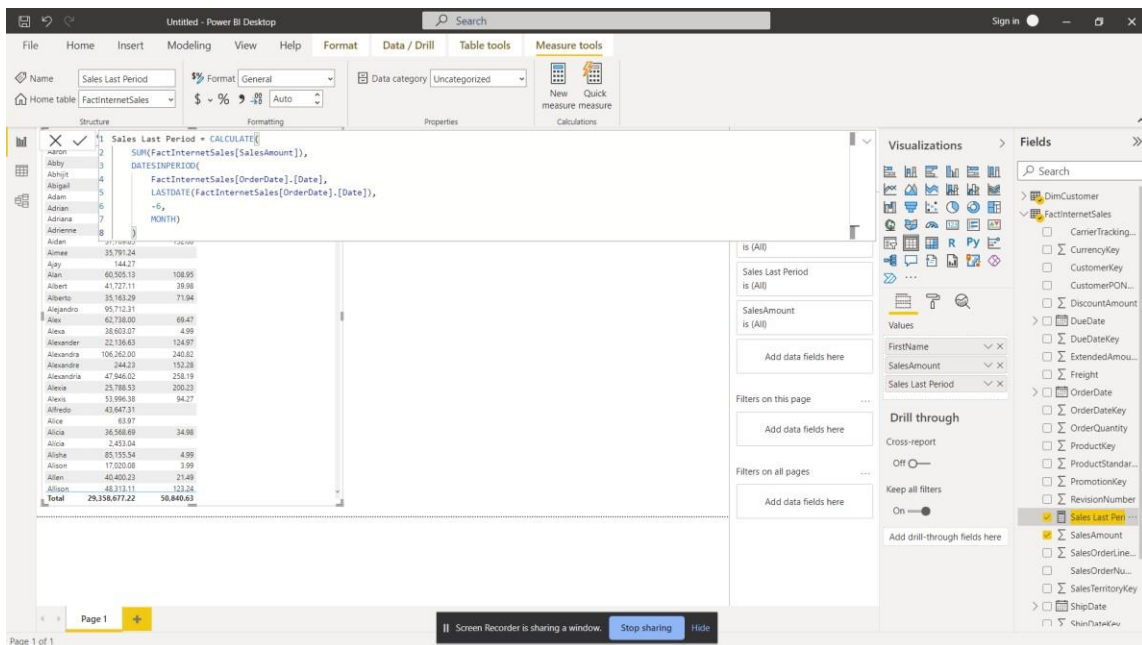 Untitled - Power BI Desktop
Search
Sign in
File Home Insert Modeling View Help Format Data / Drill Table tools Measure tools
Name Sales Last Period
Home table FactInternetSales
Structure
Format General
$ % 9 Auto
Formatting
Data category Uncategorized
Properties
New measure
Quick measure
Calculations
1 Sales Last Period = CALCULATE(
2 SUM(FactInternetSales[SalesAmount]),
3 DATESINPERIOD(
4 FactInternetSales[OrderDate].[Date],
5 LASTDATE(FactInternetSales[OrderDate].[Date]),
6 -6,
7 MONTH)
8 )
Aaron
Abby
Abhijit
Abigail
Adam
Adrian
Adriana
Adrienne
Aidan
Aimee 35,791.24
Ajay 144.27
Alan 60,505.13 108.95
Albert 41,727.11 39.98
Alberto 35,163.29 71.94
Alejandro 95,712.31
Alex 62,738.00 69.47
Alexa 38,603.07 4.99
Alexander 22,136.63 124.97
Alexandra 106,262.00 240.82
Alexandre 244.23 152.28
Alexandria 47,946.02 258.19
Alexia 25,788.53 200.23
Alexis 53,996.38 94.27
Alfredo 43,647.31
Alice 63.97
Alicia 36,568.69 34.98
Alícia 2,453.04
Alisha 85,155.54 4.99
Alison 17,020.08 3.99
Allen 40,400.23 21.49
Allison 48,313.11 123.24
Total 29,358,677.22 50,840.63
is (All)
Sales Last Period
is (All)
SalesAmount
is (All)
Add data fields here
Filters on this page ...
Add data fields here
Filters on all pages ...
Add data fields here
Visualizations
R Py
...
Values
FirstName
SalesAmount
Sales Last Period
Drill through
Cross-report
Off
Keep all filters
On
Add drill-through fields here
Fields
Search
DimCustomer
FactInternetSales
CarrierTracking...
CurrencyKey
CustomerKey
CustomerPON...
DiscountAmount
DueDate
DueDateKey
ExtendedAmou...
Freight
OrderDate
OrderDateKey
OrderQuantity
ProductKey
ProductStandar...
PromotionKey
RevisionNumber
Sales Last Peri ...
SalesAmount
SalesOrderLine...
SalesOrderNu...
SalesTerritoryKey
ShipDate
ShipDateKey
Page 1
Screen Recorder is sharing a window. Stop sharing Hide
Page 1 of 1